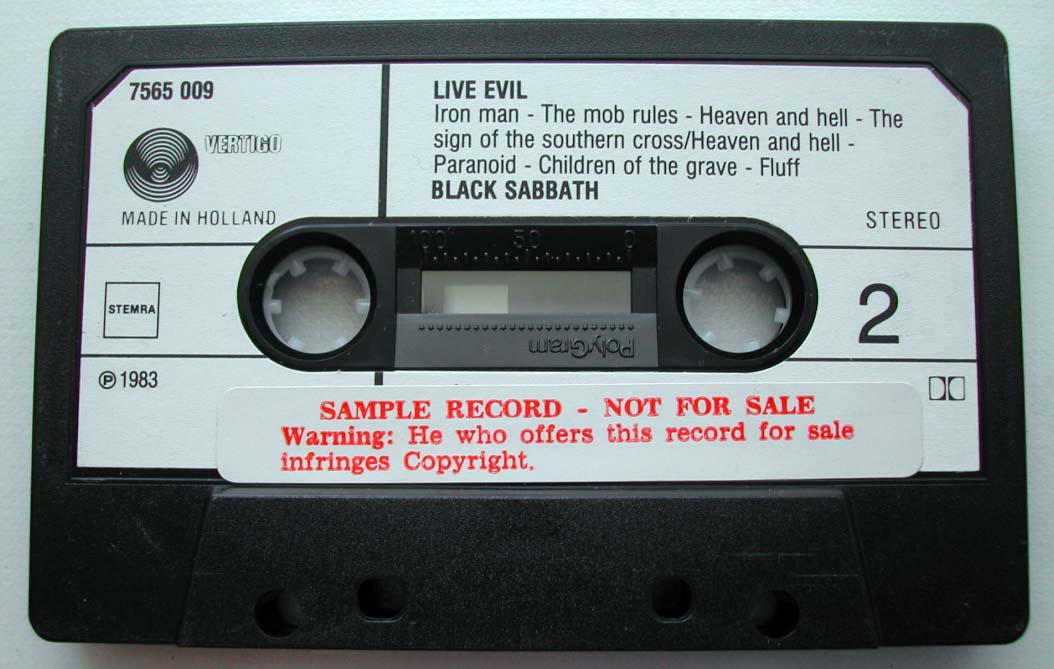 7565 009
VERTIGO
MADE IN HOLLAND
LIVE EVIL
Iron man - The mob rules - Heaven and hell - The
sign of the southern cross/Heaven and hell -
Paranoid - Children of the grave - Fluff
BLACK SABBATH
STEREO
100 50 0
PolyGram
STEMRA
2
℗ 1983
SAMPLE RECORD - NOT FOR SALE
Warning: He who offers this record for sale
infringes Copyright.